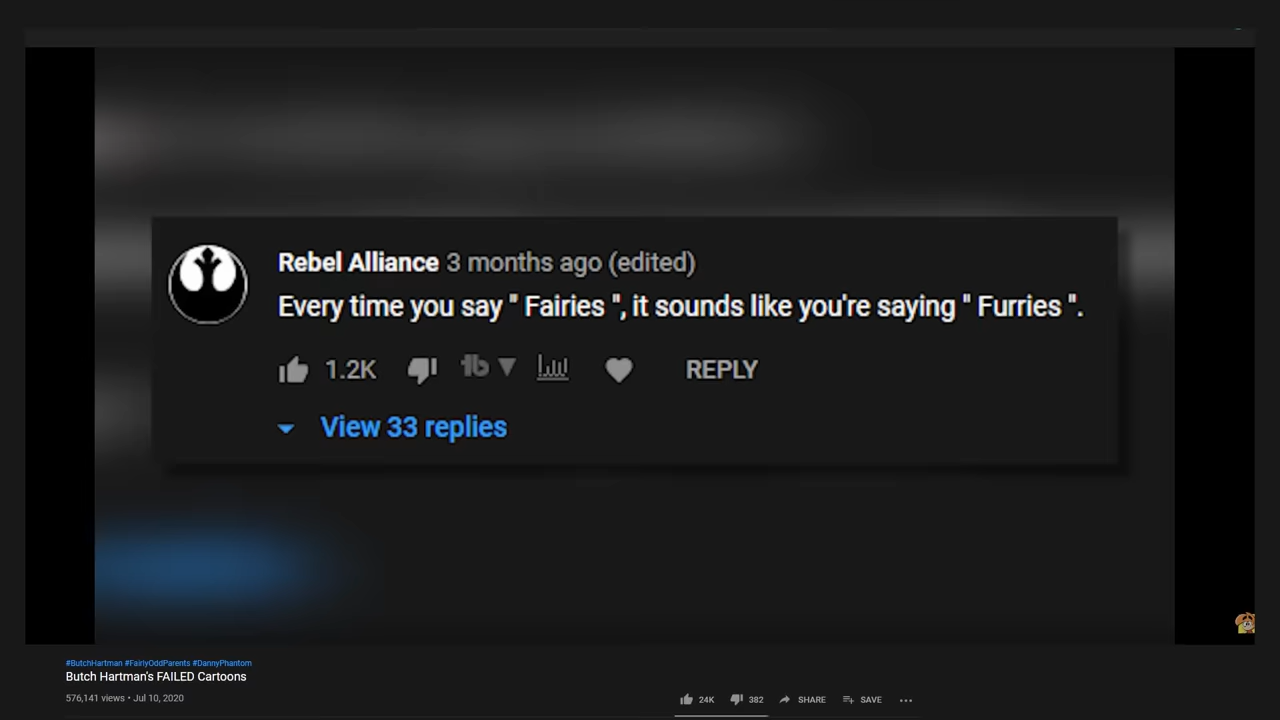 Rebel Alliance 3 months ago (edited)
Every time you say " Fairies ", it sounds like you're saying " Furries ".
1.2K REPLY
View 33 replies
#ButchHartman #FairlyOddParents #DannyPhantom
Butch Hartman's FAILED Cartoons
576,141 views • Jul 10, 2020
24K 382 SHARE SAVE